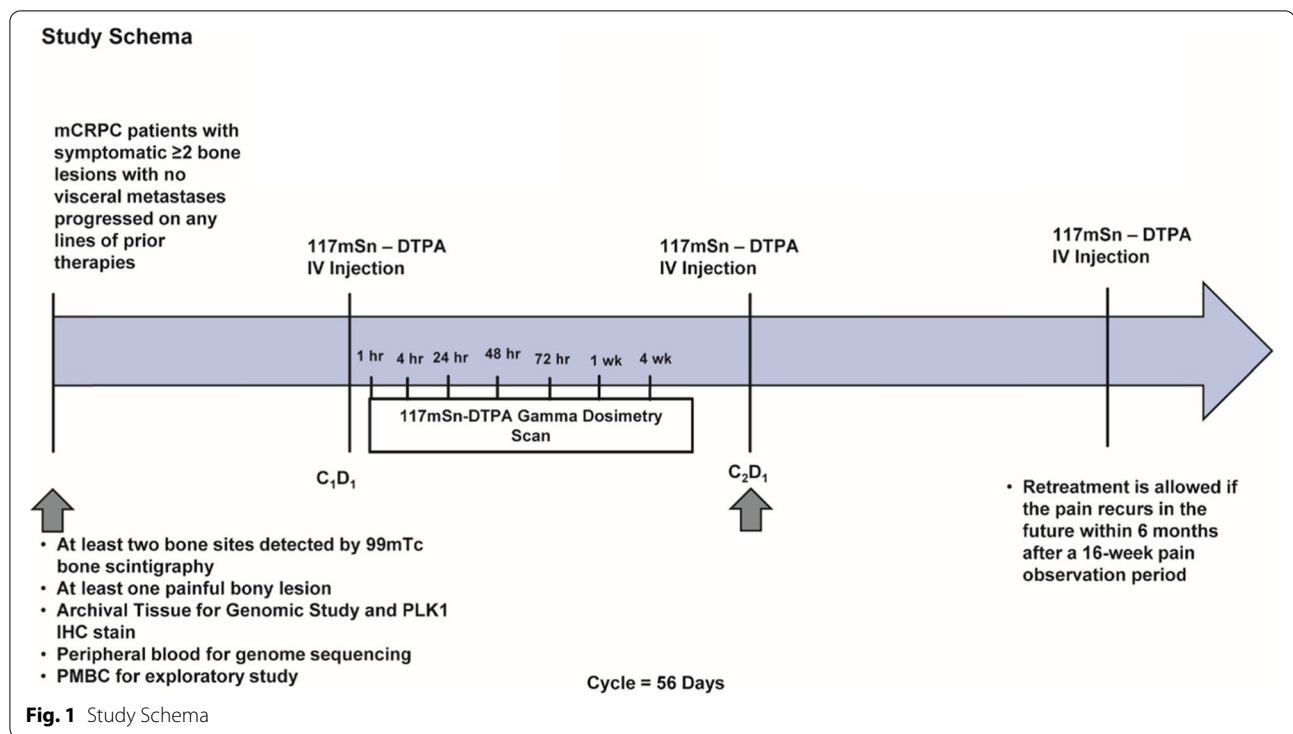 Study Schema
mCRPC patients with
symptomatic ≥2 bone
lesions with no
visceral metastases
progressed on any
lines of prior
therapies
117mSn – DTPA
IV Injection
117mSn – DTPA
IV Injection
117mSn – DTPA
IV Injection
1 hr 4 hr 24 hr 48 hr 72 hr 1 wk 4 wk
117mSn-DTPA Gamma Dosimetry
Scan
C1D1
C2D1
• At least two bone sites detected by 99mTc
bone scintigraphy
• At least one painful bony lesion
• Archival Tissue for Genomic Study and PLK1
IHC stain
• Peripheral blood for genome sequencing
• PMBC for exploratory study
• Retreatment is allowed if
the pain recurs in the
future within 6 months
after a 16-week pain
observation period
Cycle = 56 Days
Fig. 1 Study Schema